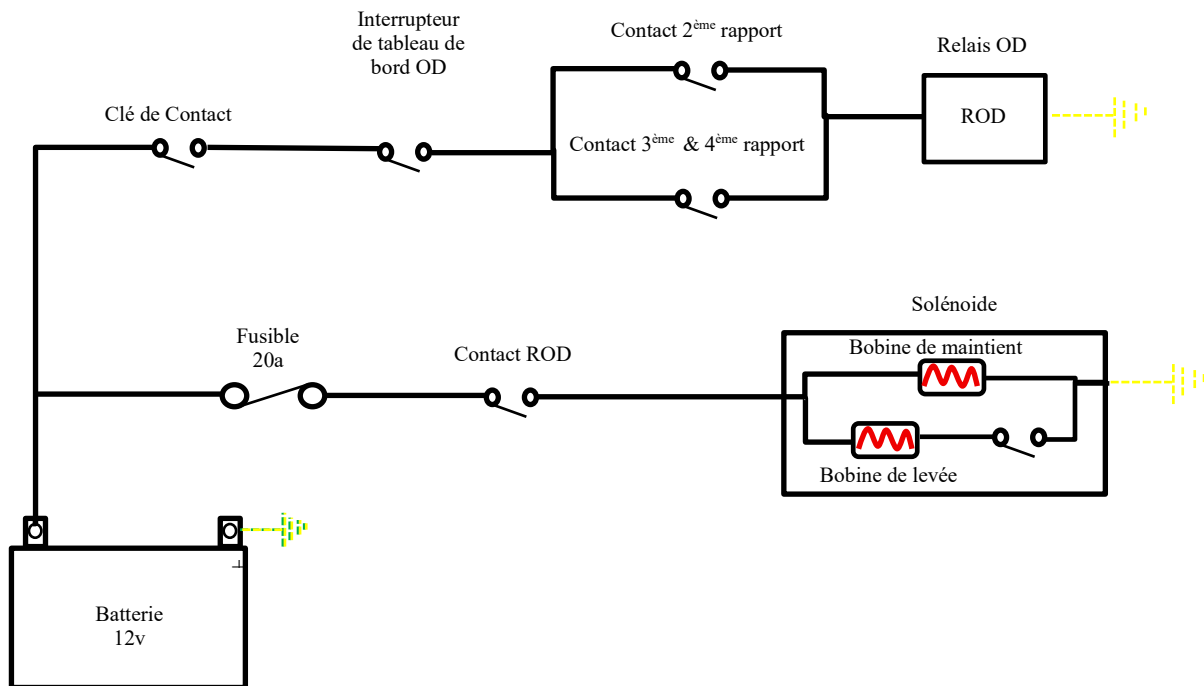 Interrupteur
de tableau de
bord OD
Contact 2ème rapport
Relais OD
Clé de Contact
ROD
Contact 3ème & 4ème rapport
Solénoide
Fusible
20a
Contact ROD
Bobine de maintient
Bobine de levée
Batterie
12v